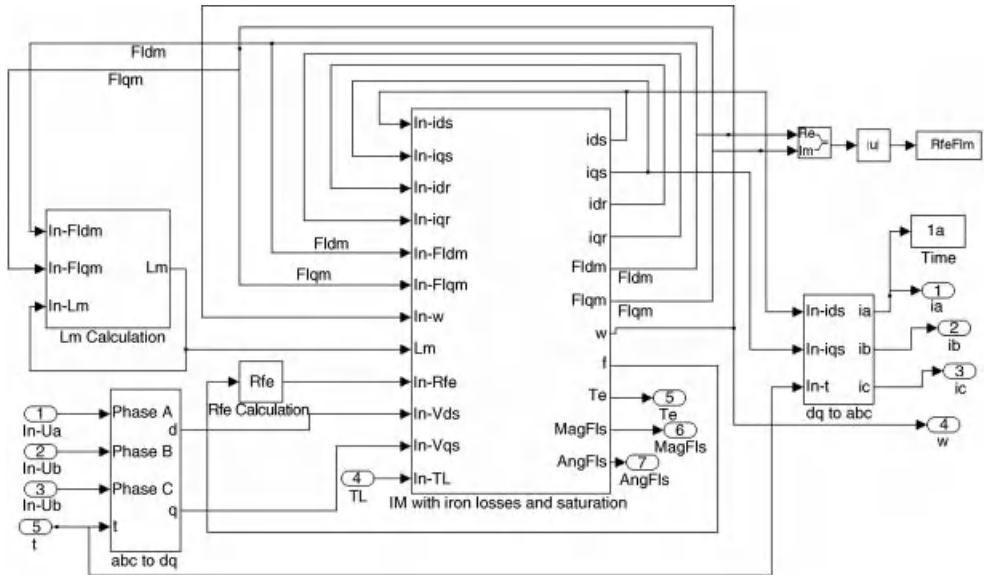 Fldm
Flqm
In-Fldm
In-Flqm
In-Lm
Lm
Lm Calculation
Fldm
Flqm
Rfe
Rfe Calculation
1
In-Ua
2
In-Ub
3
In-Ub
5
t
Phase A
Phase B
Phase C
t
d
q
abc to dq
4
TL
In-ids
In-iqs
In-idr
In-iqr
In-Fldm
In-Flqm
In-w
Lm
In-Rfe
In-Vds
In-Vqs
In-TL
ids
iqs
idr
iqr
Fldm
Flqm
w
f
Te
MagFls
AngFls
IM with iron losses and saturation
Fldm
Flqm
5
Te
6
MagFls
7
AngFls
Re
Im
|u|
RfeFlm
1a
Time
In-ids
In-iqs
In-t
ia
ib
ic
dq to abc
1
ia
2
ib
3
ic
4
w